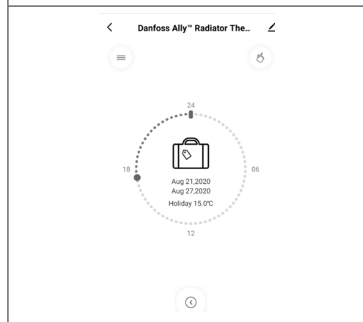 Danfoss Ally™ Radiator The..
24
18
06
Aug 21,2020
Aug 27,2020
Holiday 15.0°C
12